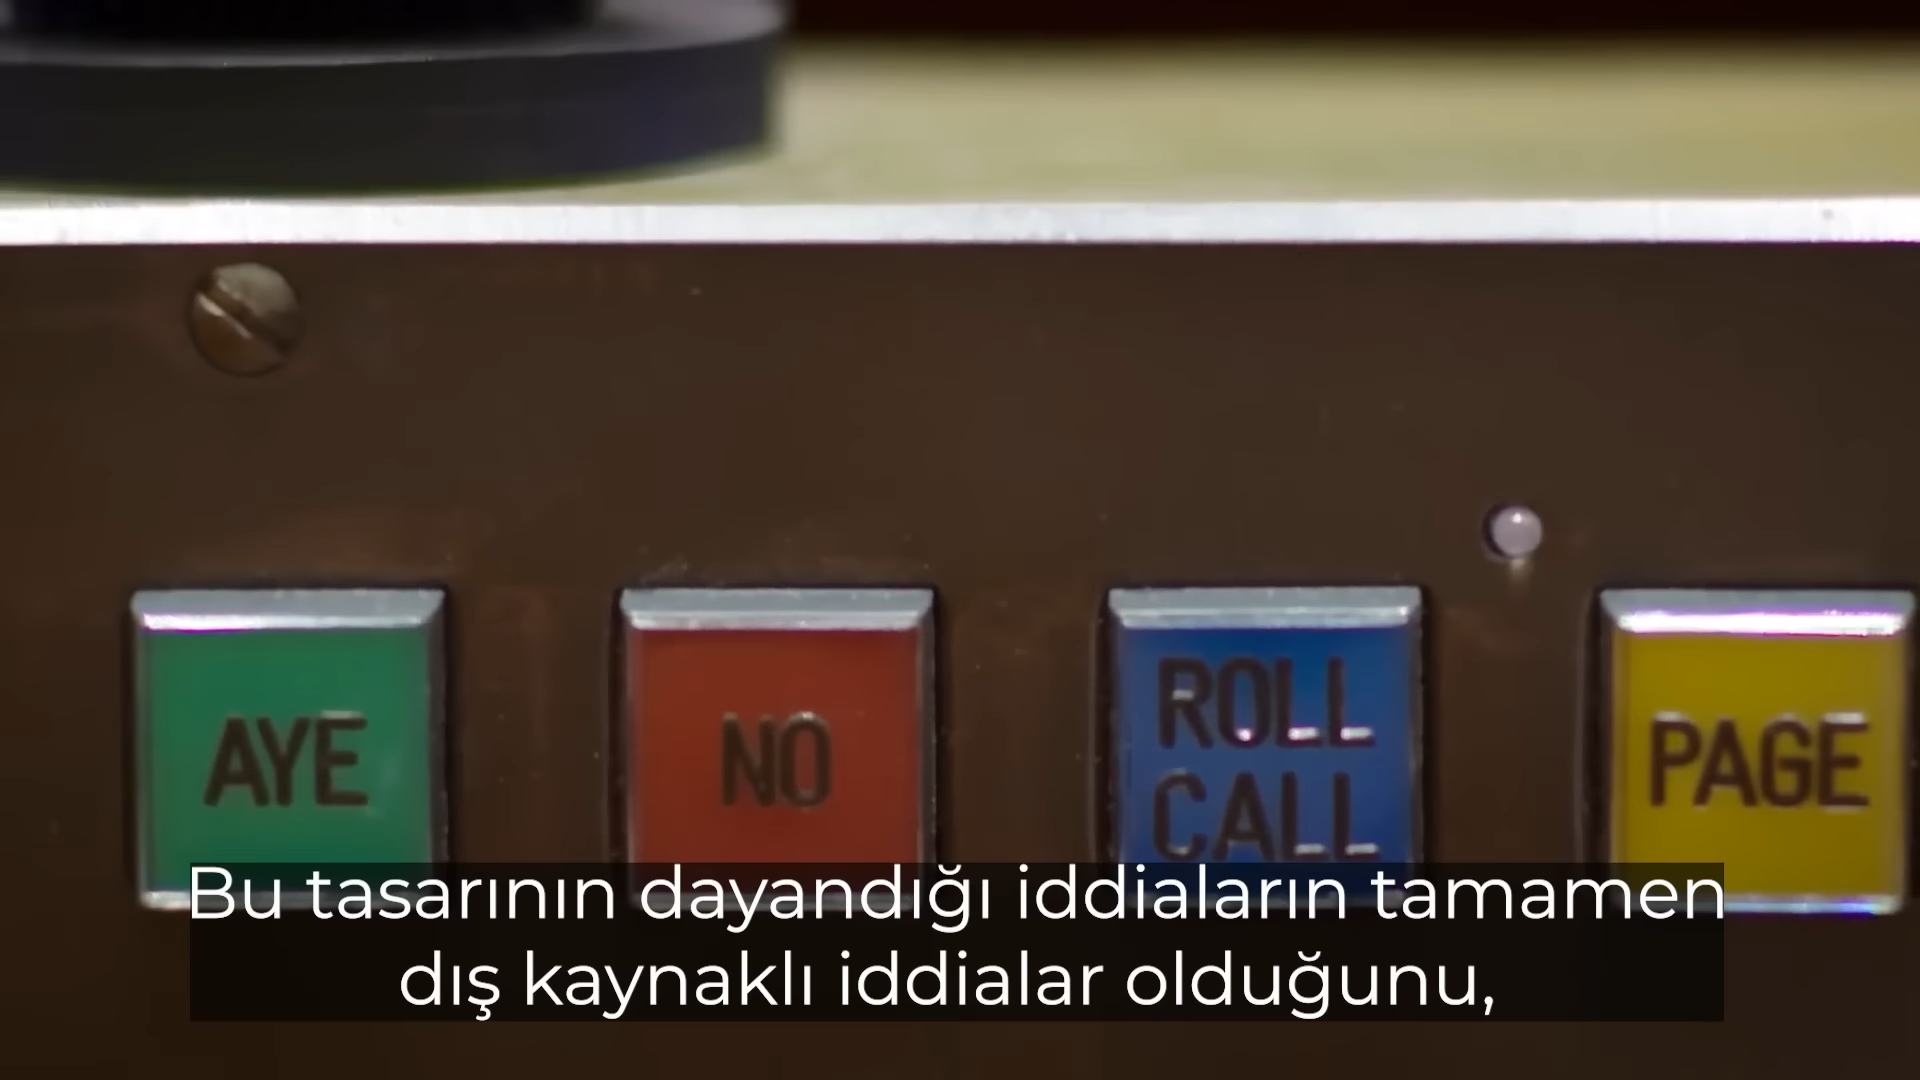 AYE
NO
ROLL
CALL
PAGE
Bu tasarının dayandığı iddiaların tamamen
dış kaynaklı iddialar olduğunu,